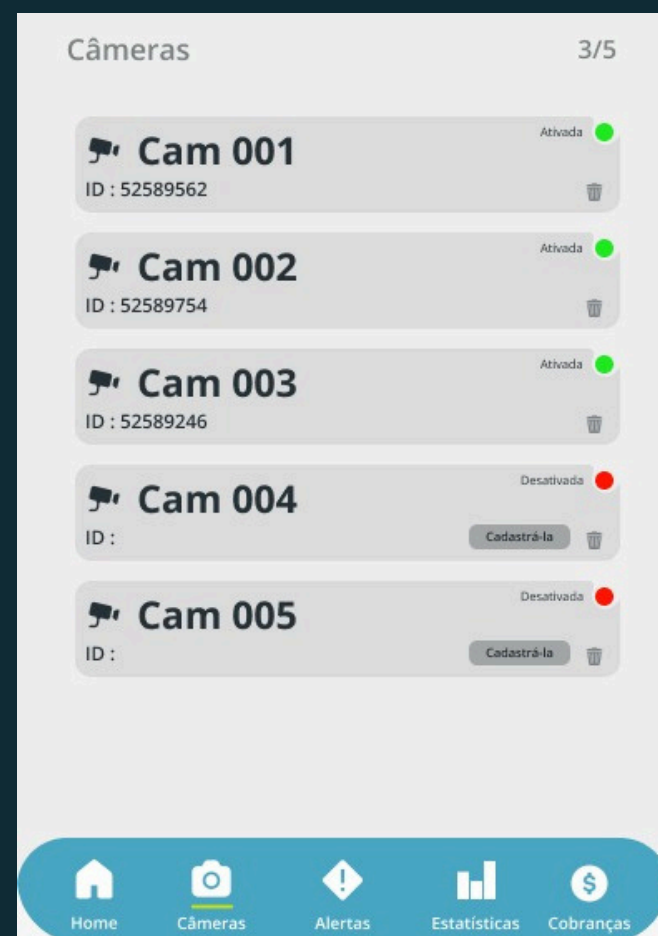 Câmeras 3/5
Ativada
Cam 001
ID : 52589562
Ativada
Cam 002
ID : 52589754
Ativada
Cam 003
ID : 52589246
Desativada
Cam 004
ID : Cadastrá-la
Desativada
Cam 005
ID : Cadastrá-la
Home Câmeras Alertas Estatísticas Cobranças